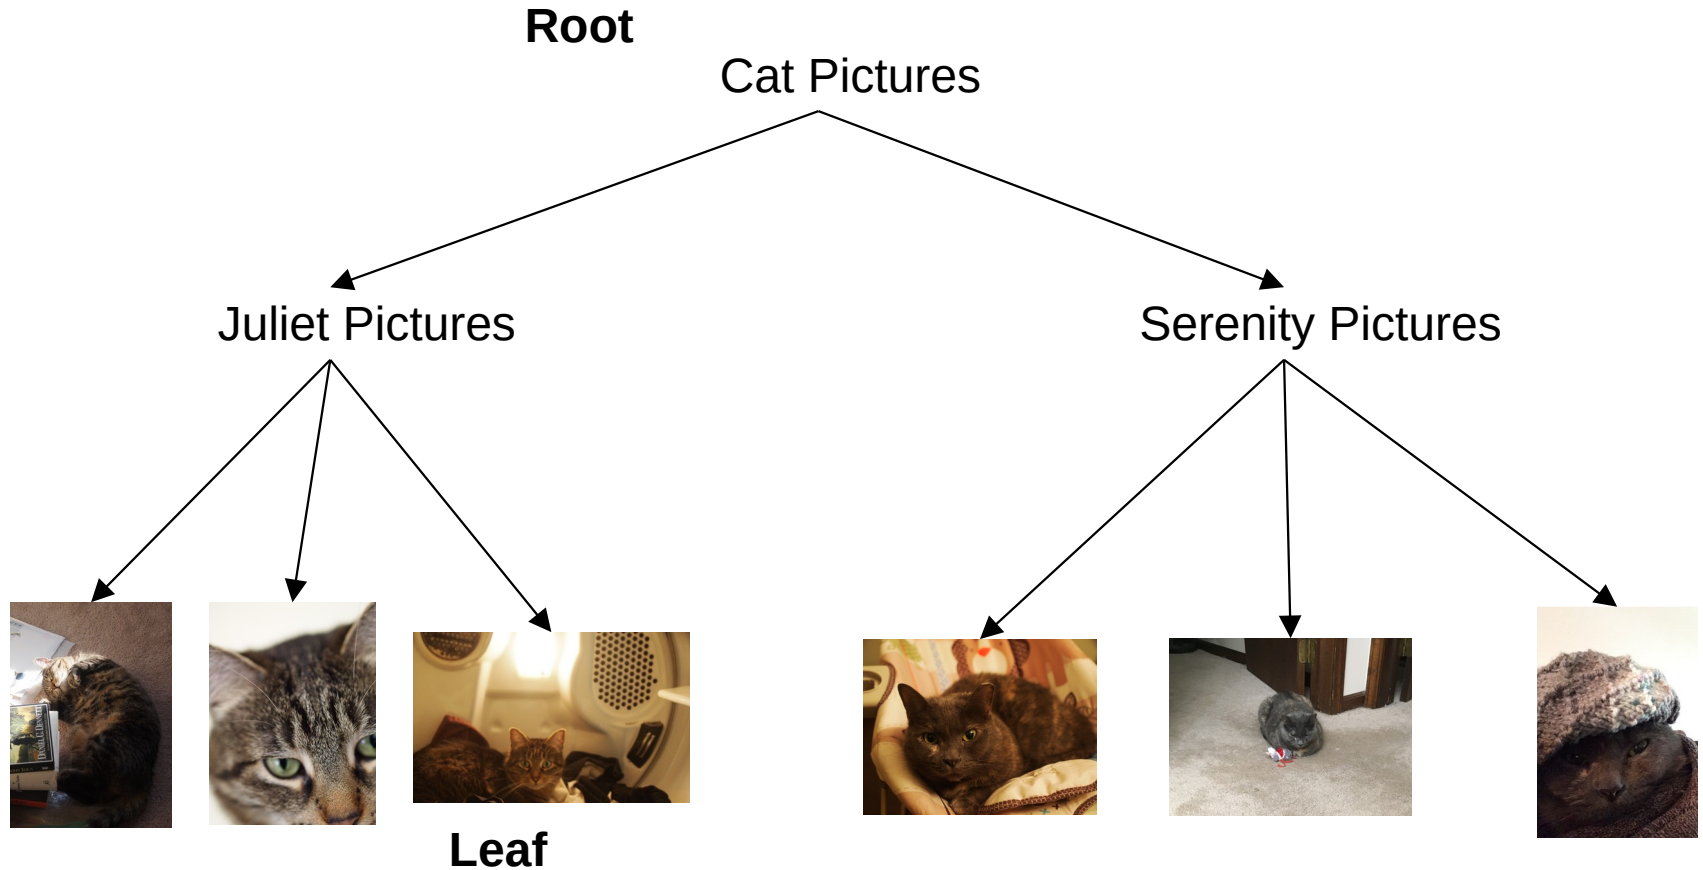 Root
Cat Pictures
Juliet Pictures
Serenity Pictures
Leaf